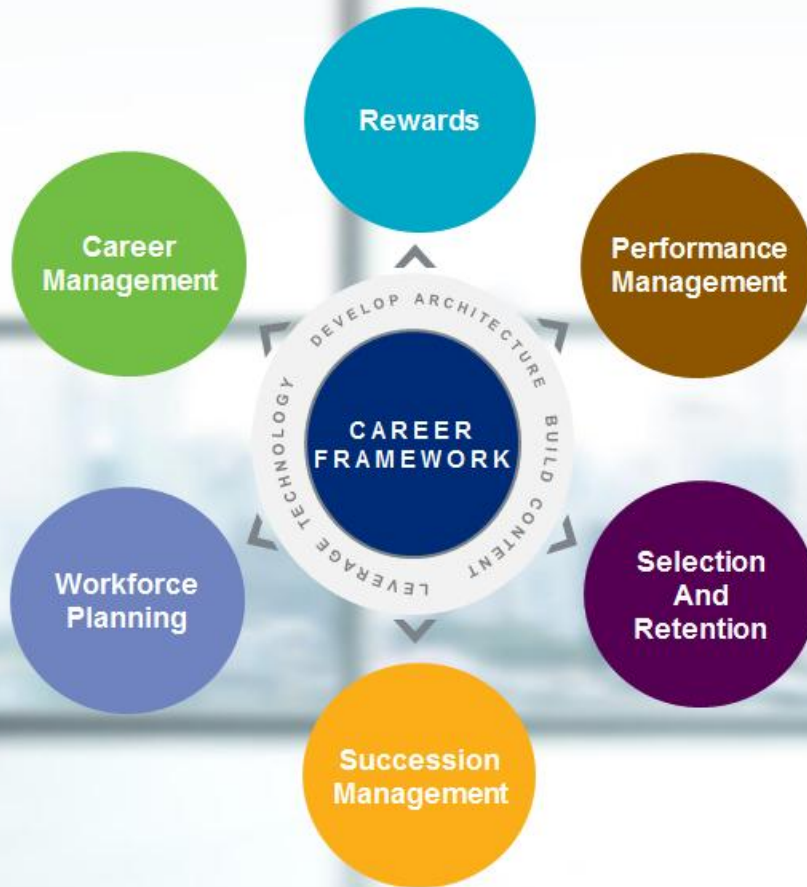 Rewards
Career
Management
Performance
Management
DEVELOP ARCHITECTURE
BUILD CONTENT
LEVERAGE TECHNOLOGY
CAREER
FRAMEWORK
Workforce
Planning
Selection
And
Retention
Succession
Management